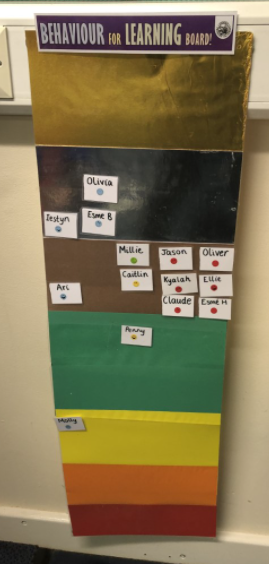 BEHAVIOUR FOR LEARNING BOARD!
Olivia
Iestyn Esme B
Millie Jason Oliver
Caitlin Kyalah Ellie
Ari
Claude Esme H
Penny
Molly